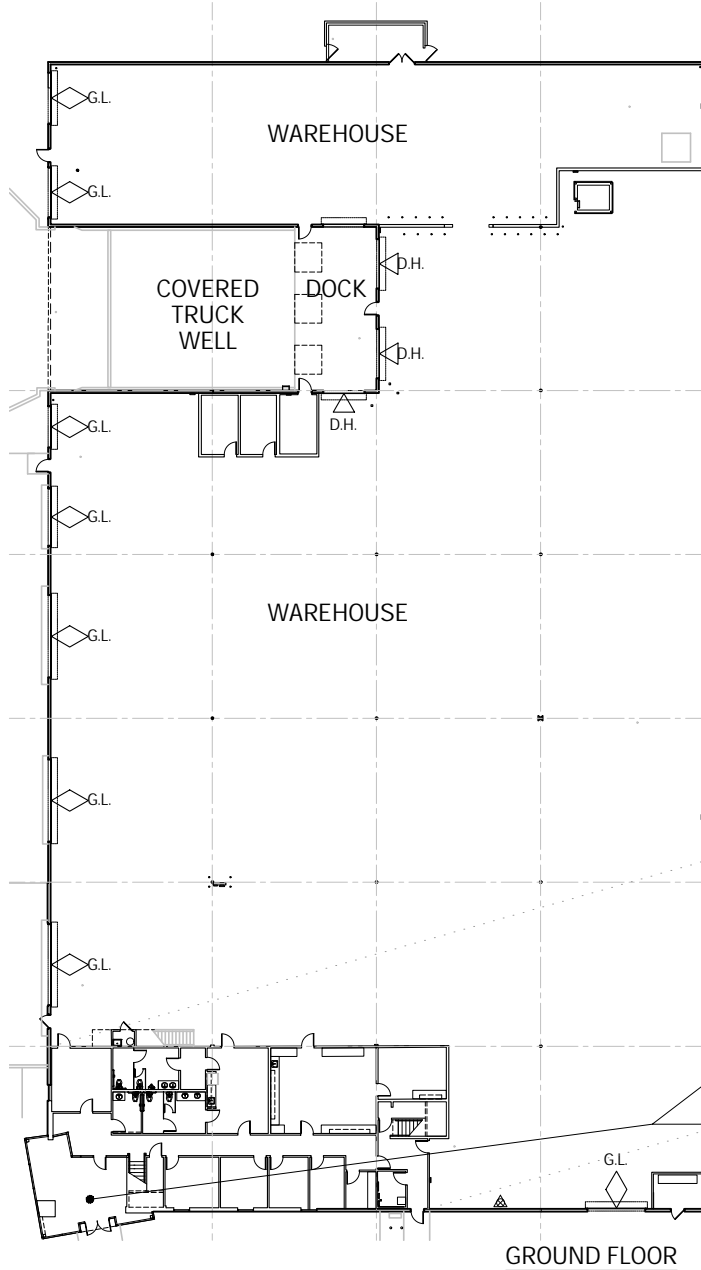 G.L.
WAREHOUSE
G.L.
D.H.
COVERED
TRUCK
WELL
DOCK
D.H.
G.L.
D.H.
G.L.
WAREHOUSE
G.L.
G.L.
G.L.
G.L.
GROUND FLOOR